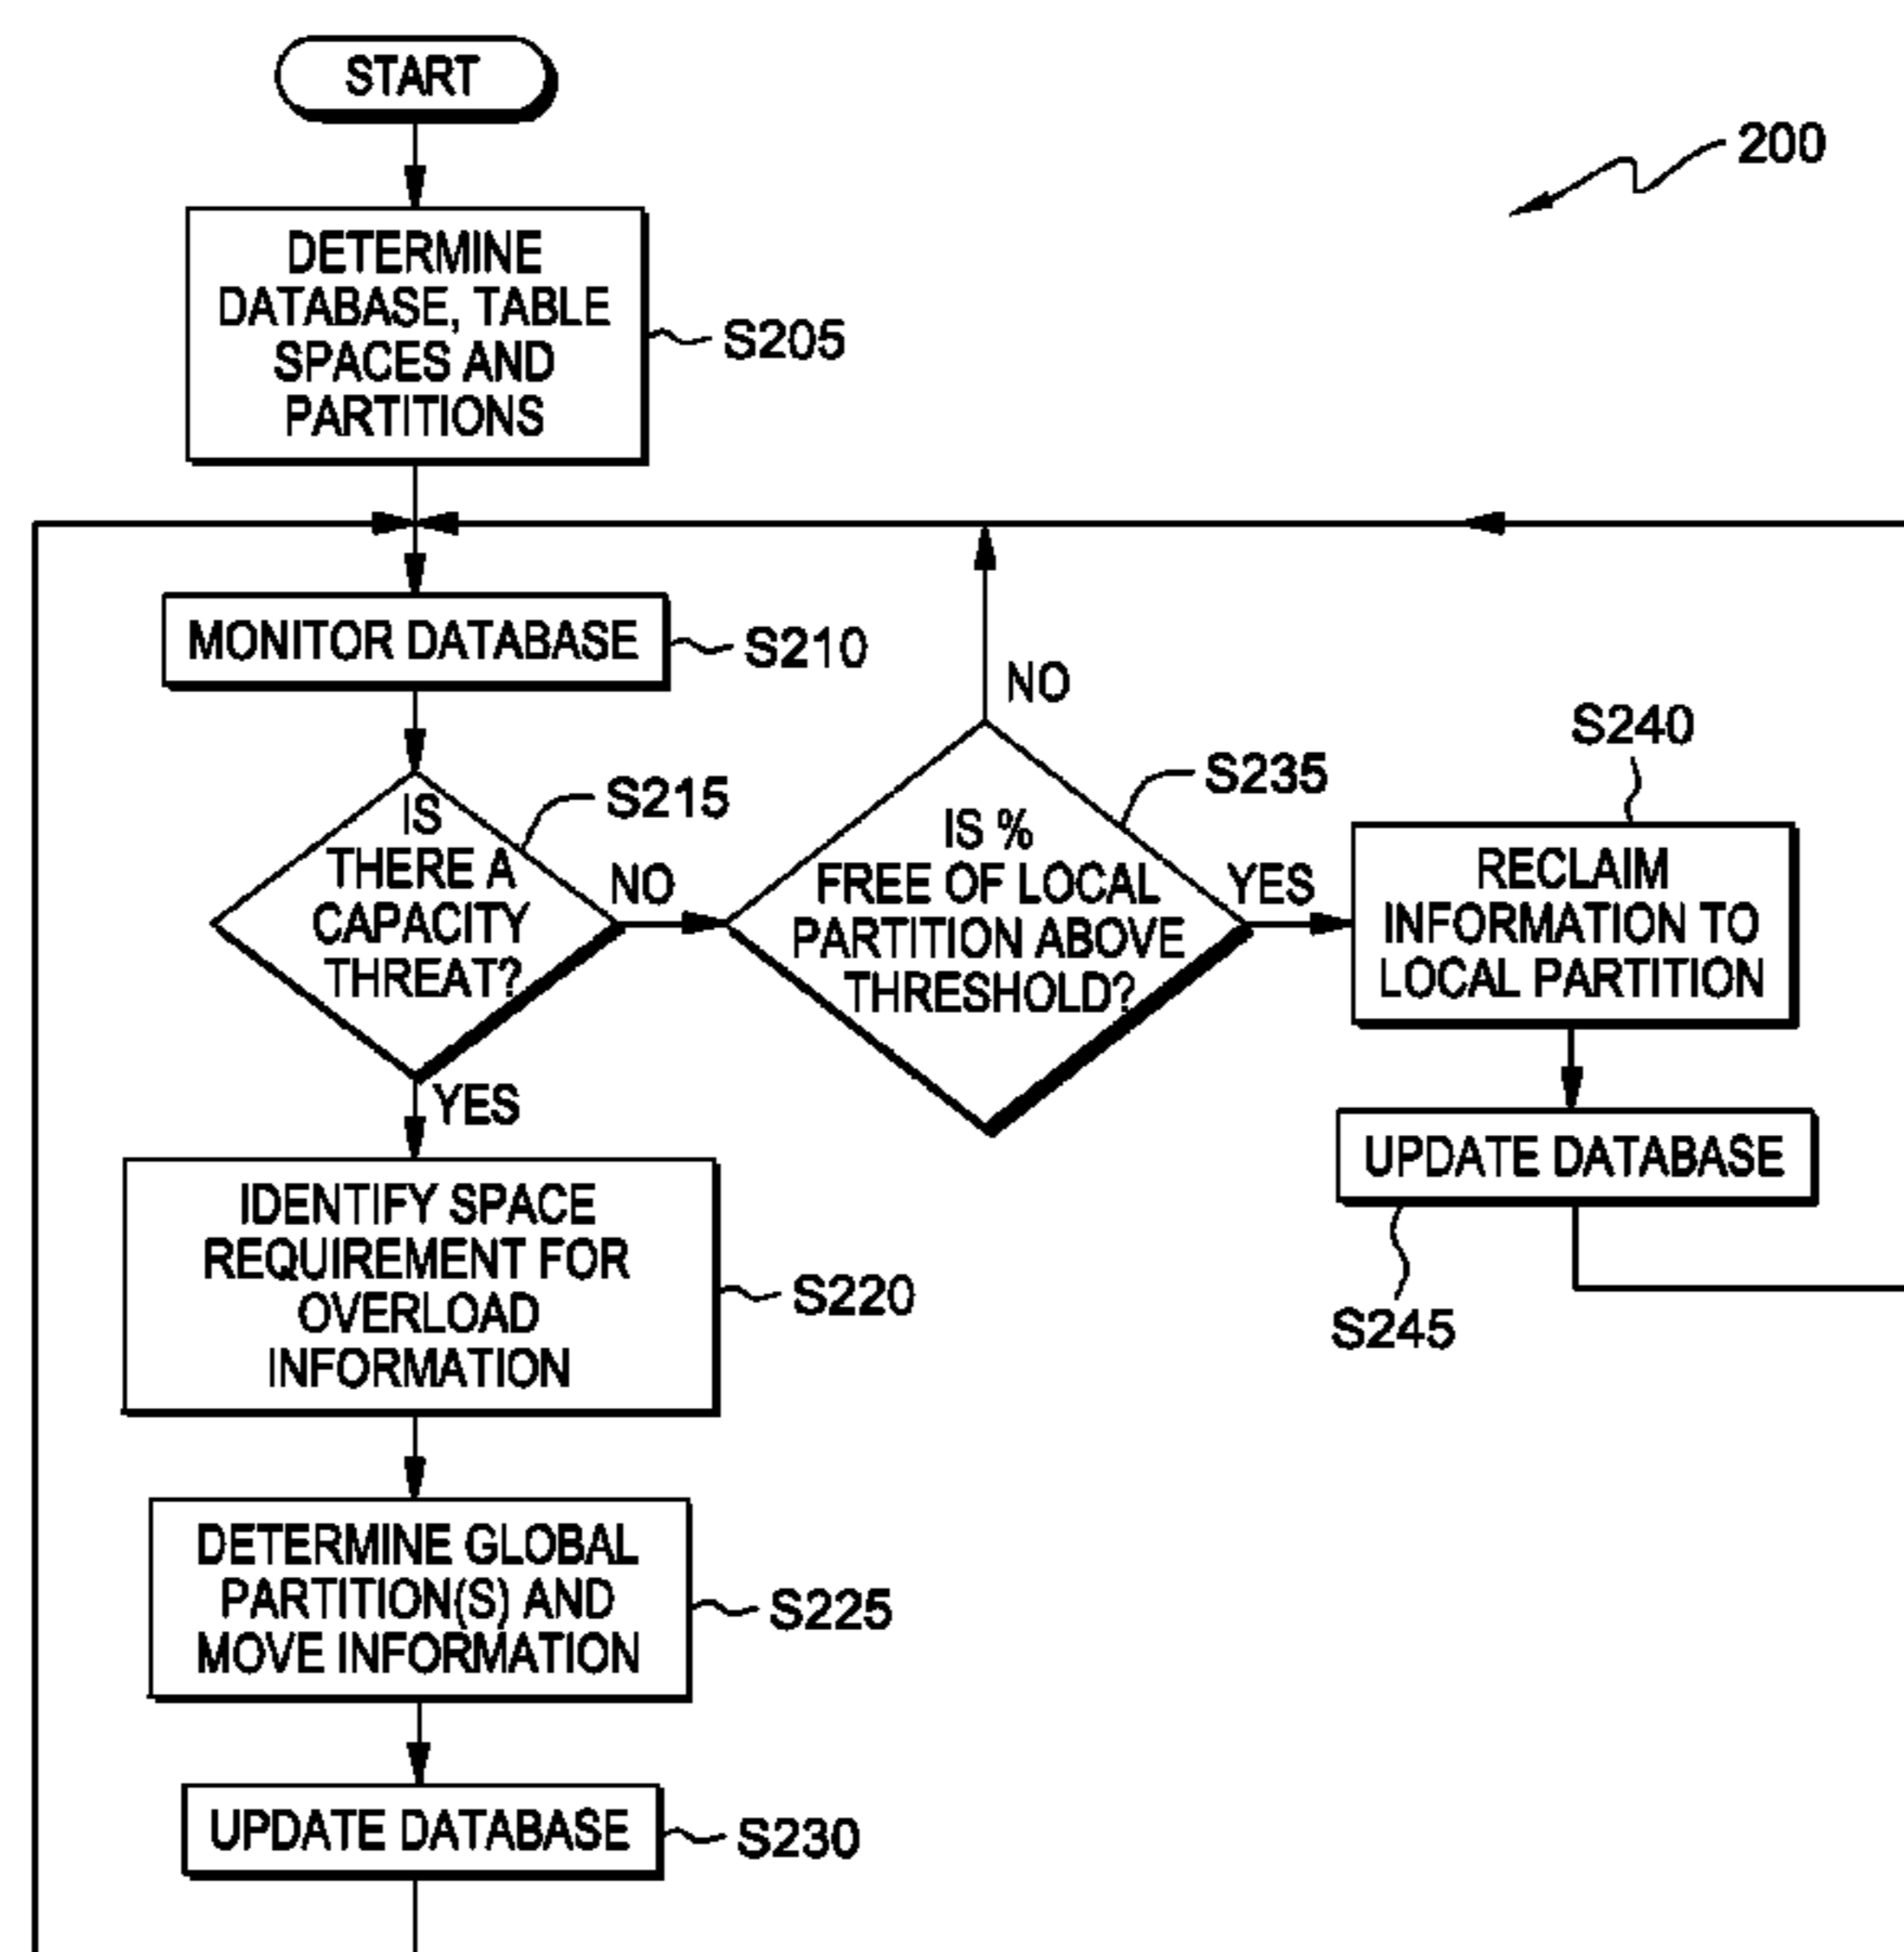 START
200
DETERMINE
DATABASE, TABLE
SPACES AND
PARTITIONS
S205
MONITOR DATABASE
S210
IS
THERE A
CAPACITY
THREAT?
S215
NO
YES
IS %
FREE OF LOCAL
PARTITION ABOVE
THRESHOLD?
S235
NO
YES
S240
RECLAIM
INFORMATION TO
LOCAL PARTITION
UPDATE DATABASE
S245
IDENTIFY SPACE
REQUIREMENT FOR
OVERLOAD
INFORMATION
S220
DETERMINE GLOBAL
PARTITION(S) AND
MOVE INFORMATION
S225
UPDATE DATABASE
S230